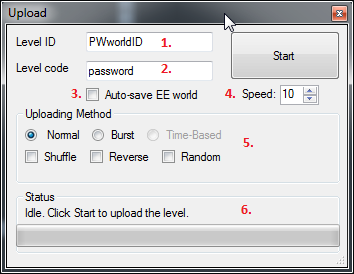 Upload
Level ID PWworldID 1.
Start
Level code password 2.
3. Auto-save EE world 4. Speed: 10
Uploading Method
Normal Burst Time-Based
5.
Shuffle Reverse Random
Status
Idle. Click Start to upload the level. 6.